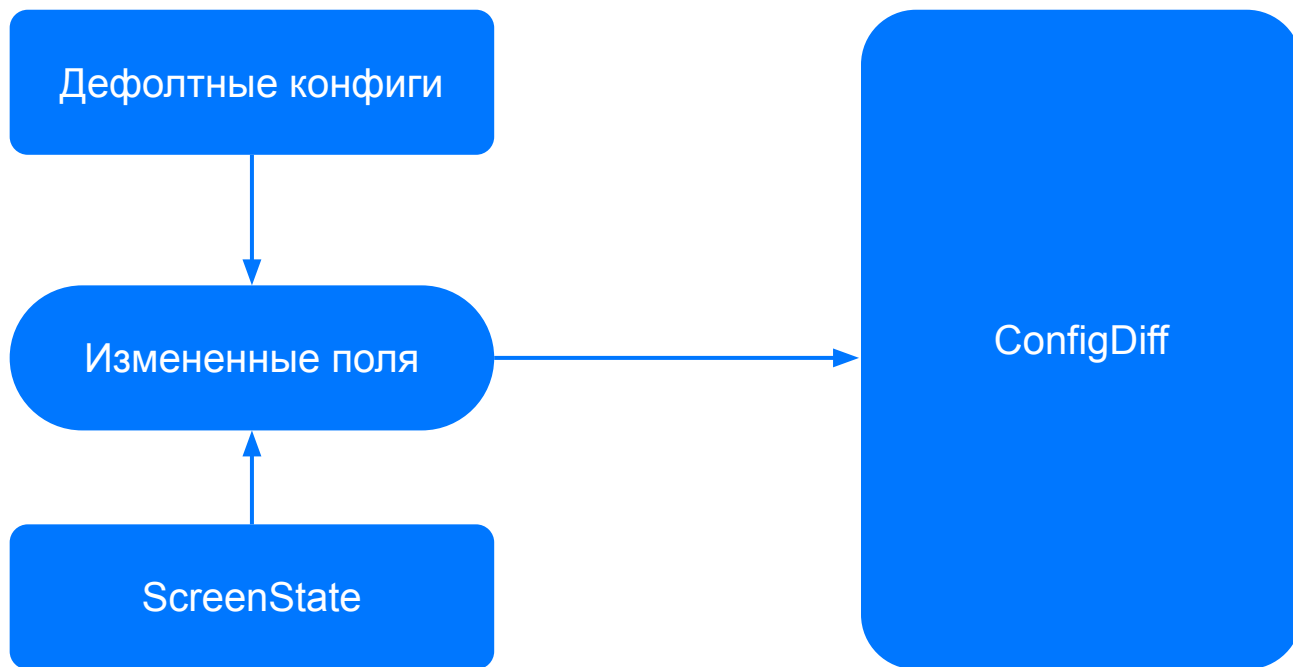 Дефолтные конфиги
Измененные поля
ConfigDiff
ScreenState